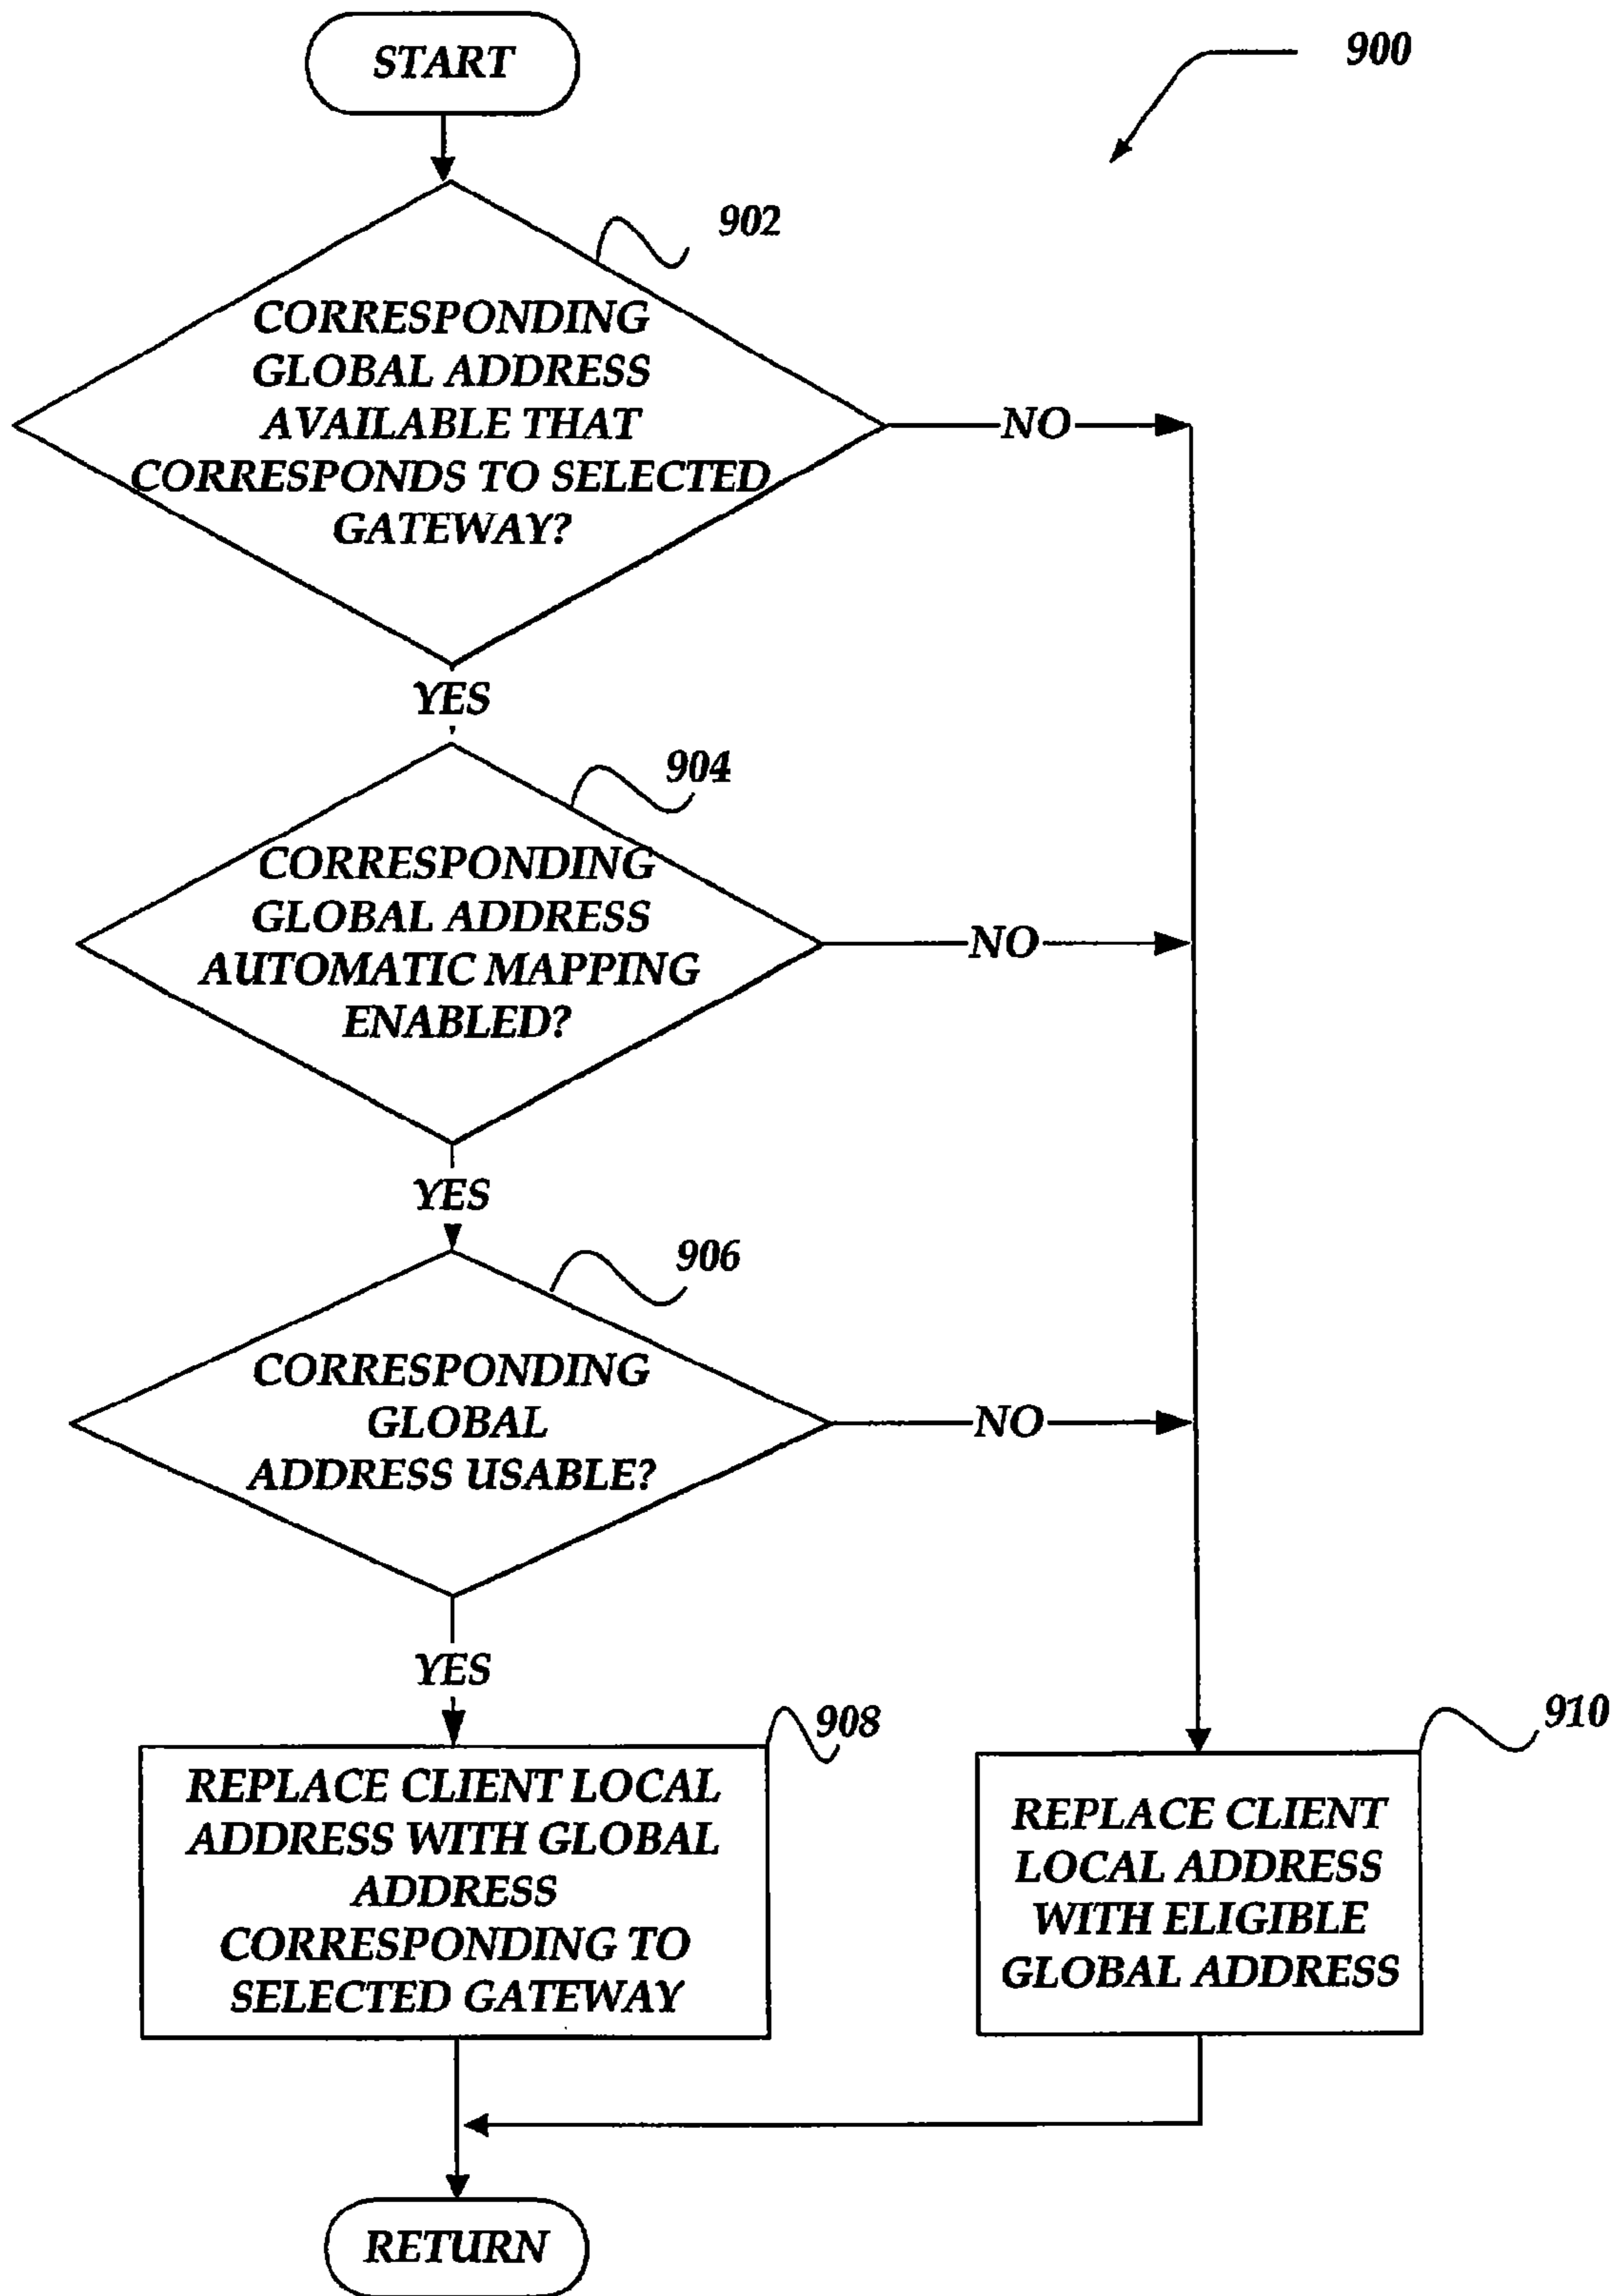 START
900
902
CORRESPONDING
GLOBAL ADDRESS
AVAILABLE THAT
CORRESPONDS TO SELECTED
GATEWAY?
NO
YES
904
CORRESPONDING
GLOBAL ADDRESS
AUTOMATIC MAPPING
ENABLED?
NO
YES
906
CORRESPONDING
GLOBAL
ADDRESS USABLE?
NO
YES
908
REPLACE CLIENT LOCAL
ADDRESS WITH GLOBAL
ADDRESS
CORRESPONDING TO
SELECTED GATEWAY
910
REPLACE CLIENT
LOCAL ADDRESS
WITH ELIGIBLE
GLOBAL ADDRESS
RETURN